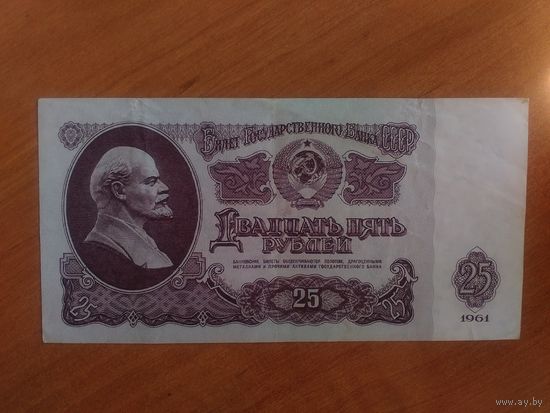 Билет Государственного Банка СССР
Двадцать пять
рублей
БАНКОВСКИЕ БИЛЕТЫ ОБЕСПЕЧИВАЮТСЯ ЗОЛОТОМ, ДРАГОЦЕННЫМИ
МЕТАЛЛАМИ И ПРОЧИМИ АКТИВАМИ ГОСУДАРСТВЕННОГО БАНКА
25
25
25
25
1961
www.ay.by